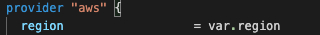 provider "aws" {
region = var.region